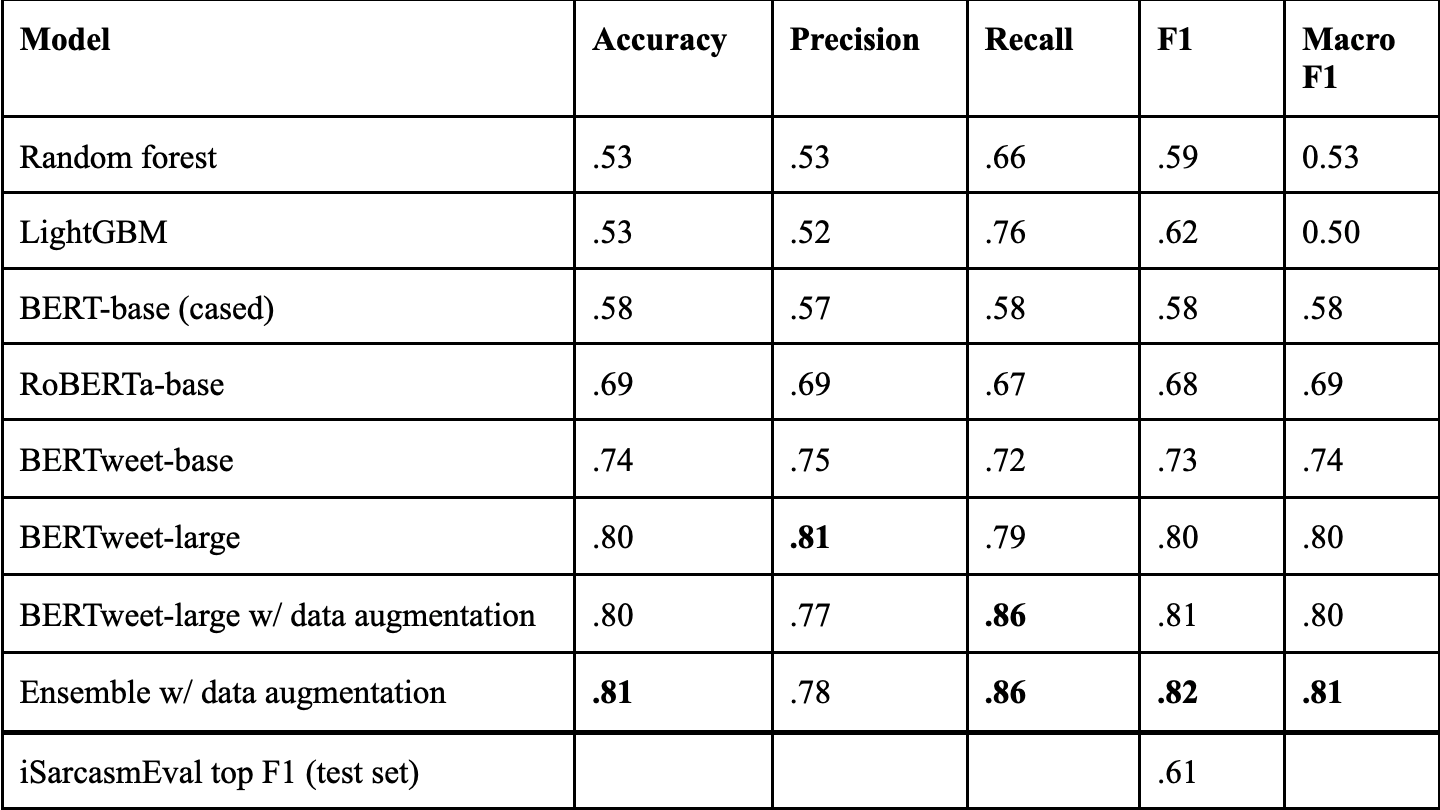 Model Accuracy Precision Recall F1 Macro F1
Random forest .53 .53 .66 .59 0.53
LightGBM .53 .52 .76 .62 0.50
BERT-base (cased) .58 .57 .58 .58 .58
RoBERTa-base .69 .69 .67 .68 .69
BERTweet-base .74 .75 .72 .73 .74
BERTweet-large .80 .81 .79 .80 .80
BERTweet-large w/ data augmentation .80 .77 .86 .81 .80
Ensemble w/ data augmentation .81 .78 .86 .82 .81
iSarcasmEval top F1 (test set) .61